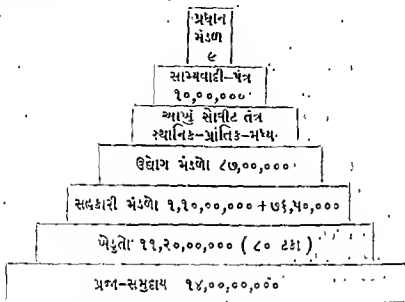 પ્રધાન
મંડળ
૯
સામ્યવાદી-પંત્ર
૧૦,૦૦,૦૦૦
આખું સોવીટ તંત્ર
સ્થાનિક-પ્રાંતિક-મધ્ય
ઉદ્યોગ મંડળો ૮૭,૦૦,૦૦૦
સહકારી મંડળો ૧,૧૦,૦૦,૦૦૦ + ૭૬,૫૦,૦૦૦
ખેડુતો ૧૧,૨૦,૦૦,૦૦૦ ( ૮૦ ટકા )
પ્રજા-સમુદાય ૧૪,૦૦,૦૦,૦૦૦